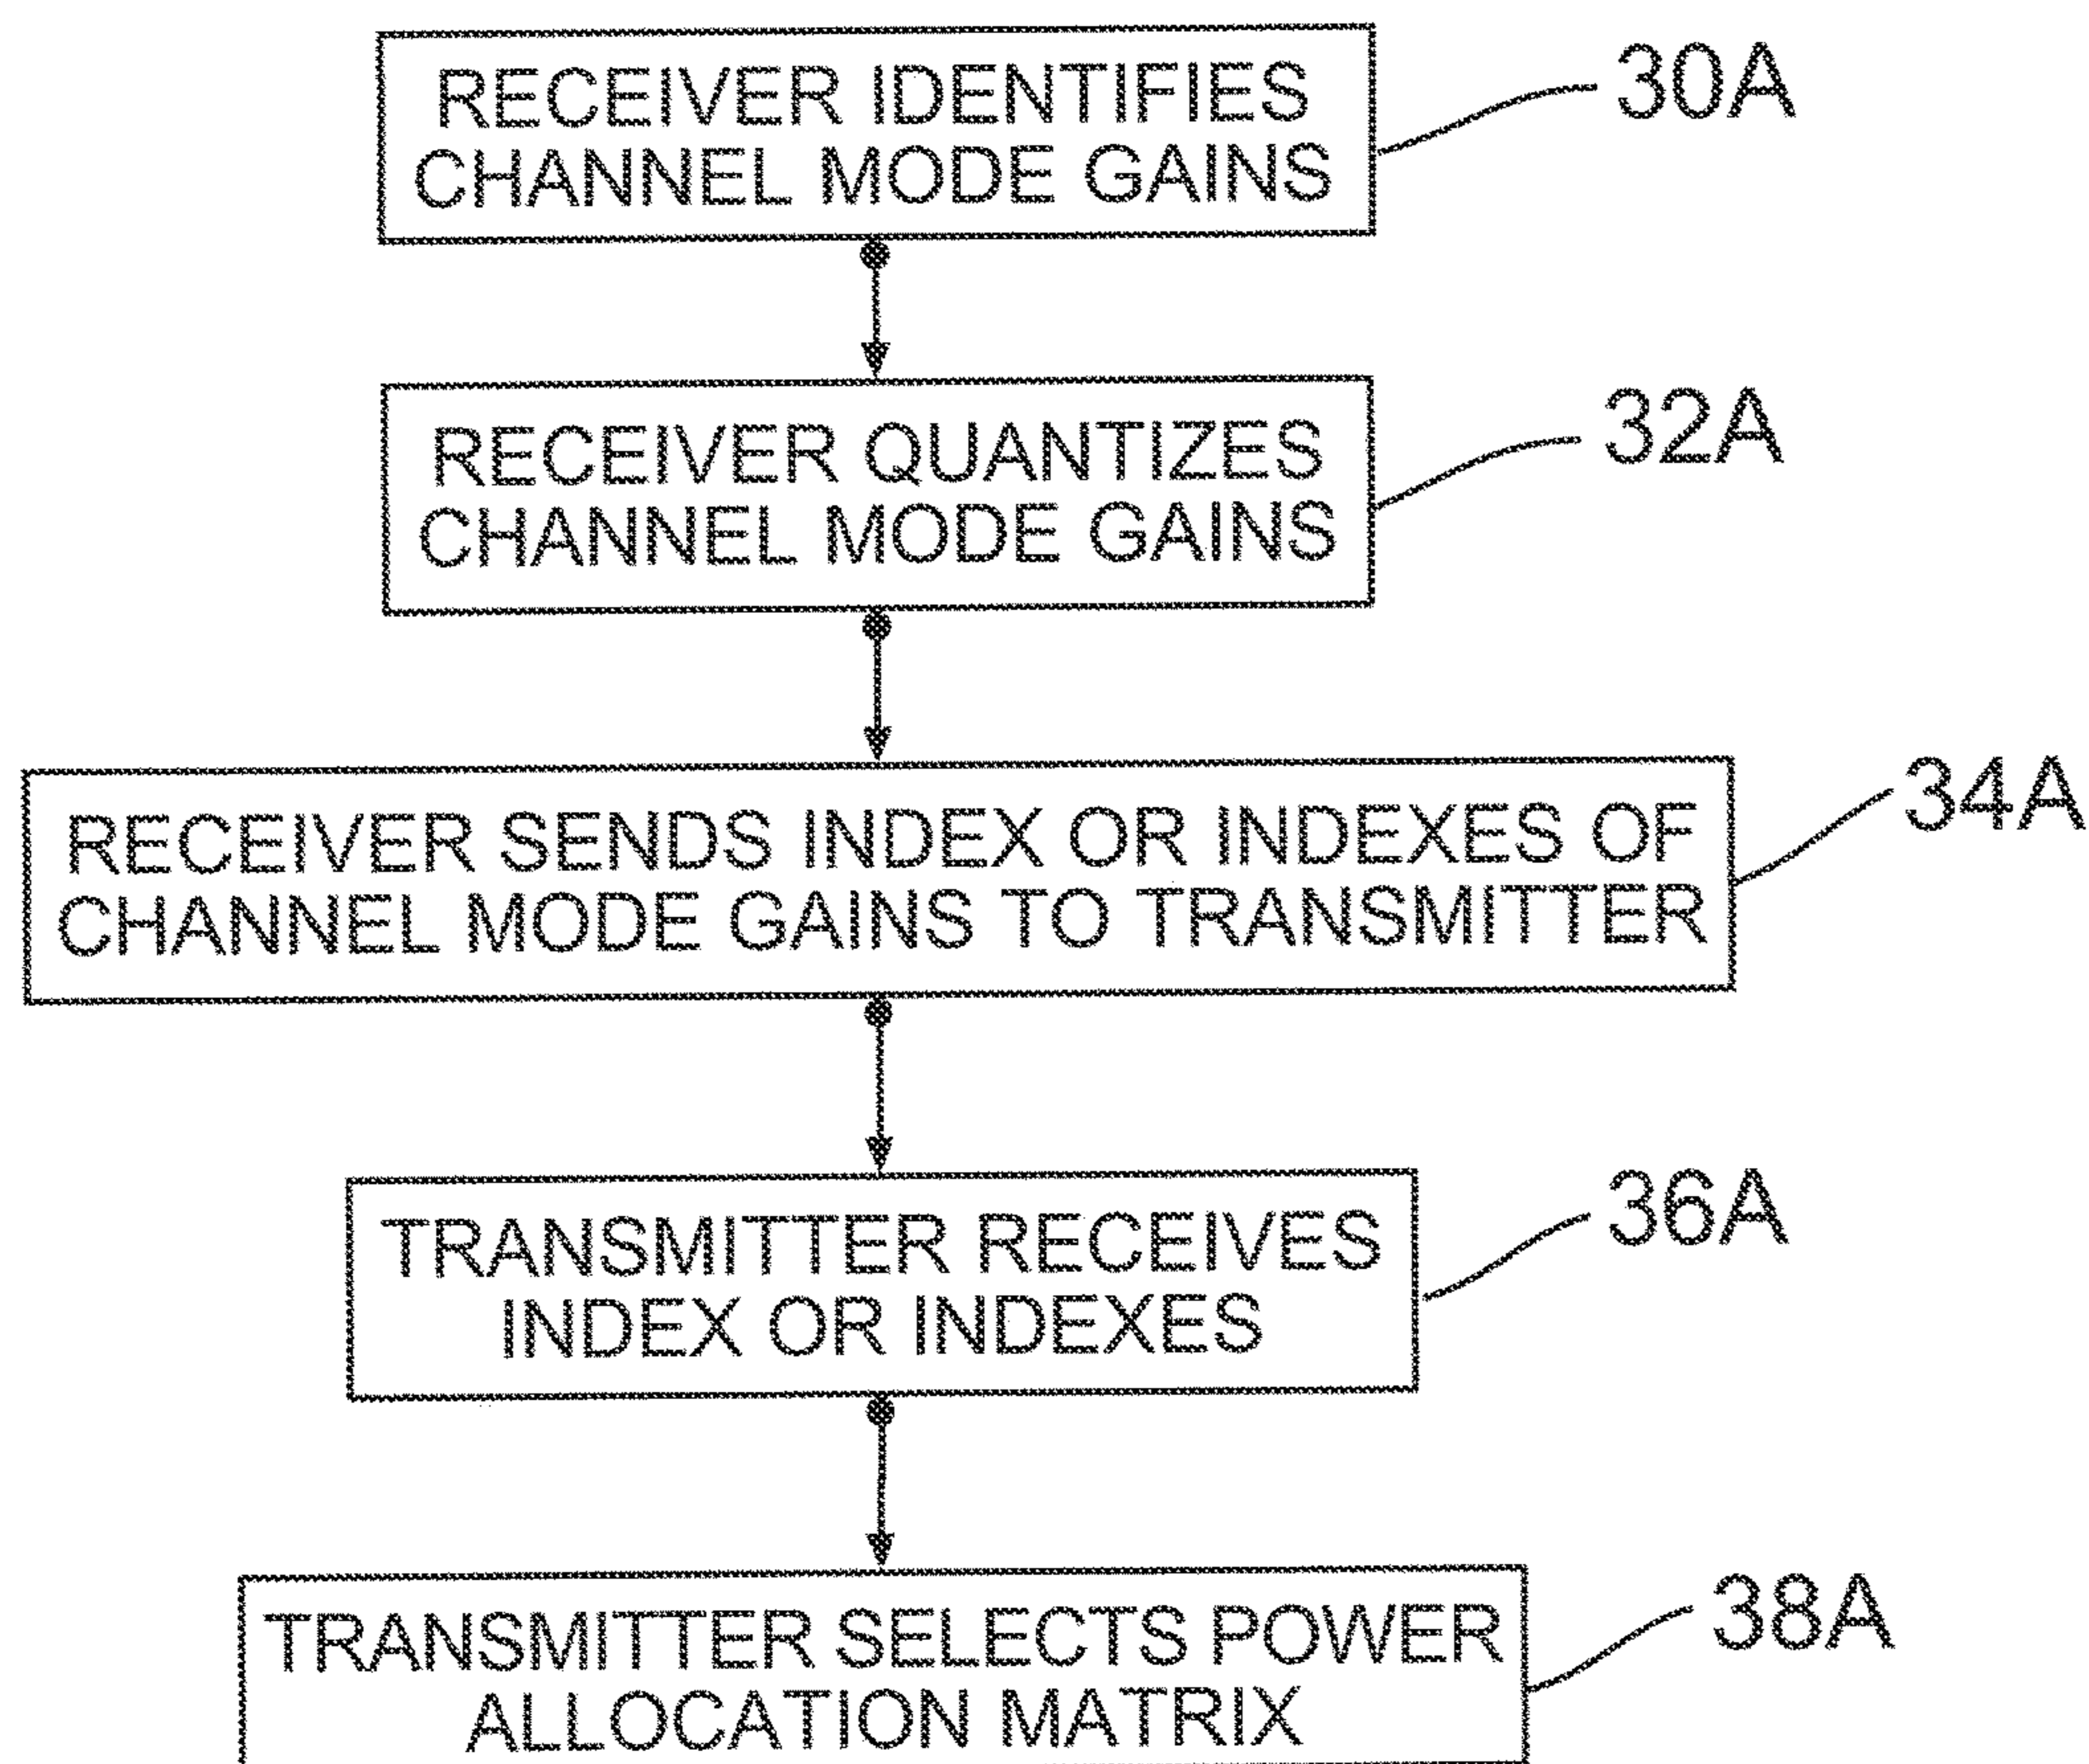 RECEIVER IDENTIFIES
CHANNEL MODE GAINS
30A
RECEIVER QUANTIZES
CHANNEL MODE GAINS
32A
RECEIVER SENDS INDEX OR INDEXES OF
CHANNEL MODE GAINS TO TRANSMITTER
34A
TRANSMITTER RECEIVES
INDEX OR INDEXES
36A
TRANSMITTER SELECTS POWER
ALLOCATION MATRIX
38A